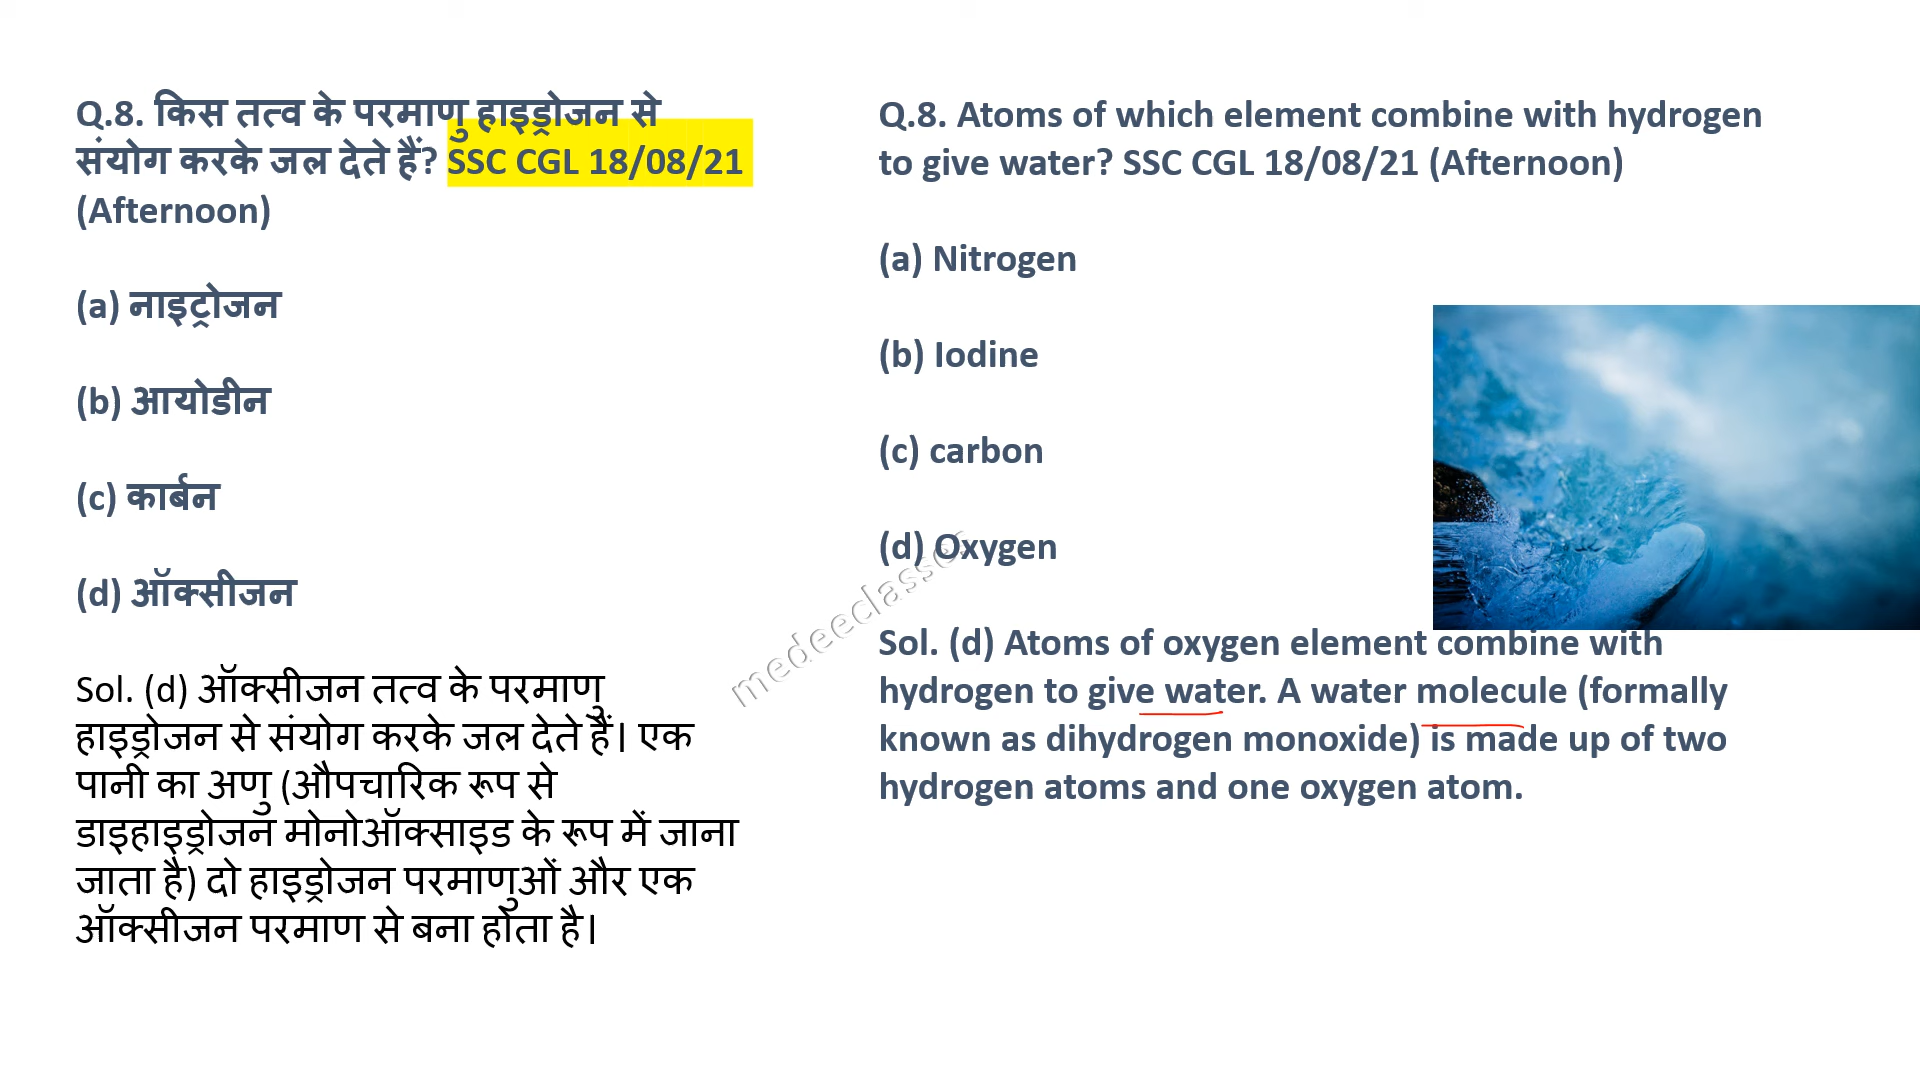 Q.8. किस तत्व के परमाणु हाइड्रोजन से
संयोग करके जल देते हैं? SSC CGL 18/08/21
(Afternoon)
(a) नाइट्रोजन
(b) आयोडीन
(c) कार्बन
(d) ऑक्सीजन
Sol. (d) ऑक्सीजन तत्व के परमाणु
हाइड्रोजन से संयोग करके जल देते हैं। एक
पानी का अणु (औपचारिक रूप से
डाइहाइड्रोजन मोनोऑक्साइड के रूप में जाना
जाता है) दो हाइड्रोजन परमाणुओं और एक
ऑक्सीजन परमाण से बना होता है।
Q.8. Atoms of which element combine with hydrogen
to give water? SSC CGL 18/08/21 (Afternoon)
(a) Nitrogen
(b) Iodine
(c) carbon
(d) Oxygen
Sol. (d) Atoms of oxygen element combine with
hydrogen to give water. A water molecule (formally
known as dihydrogen monoxide) is made up of two
hydrogen atoms and one oxygen atom.
medeeclasses